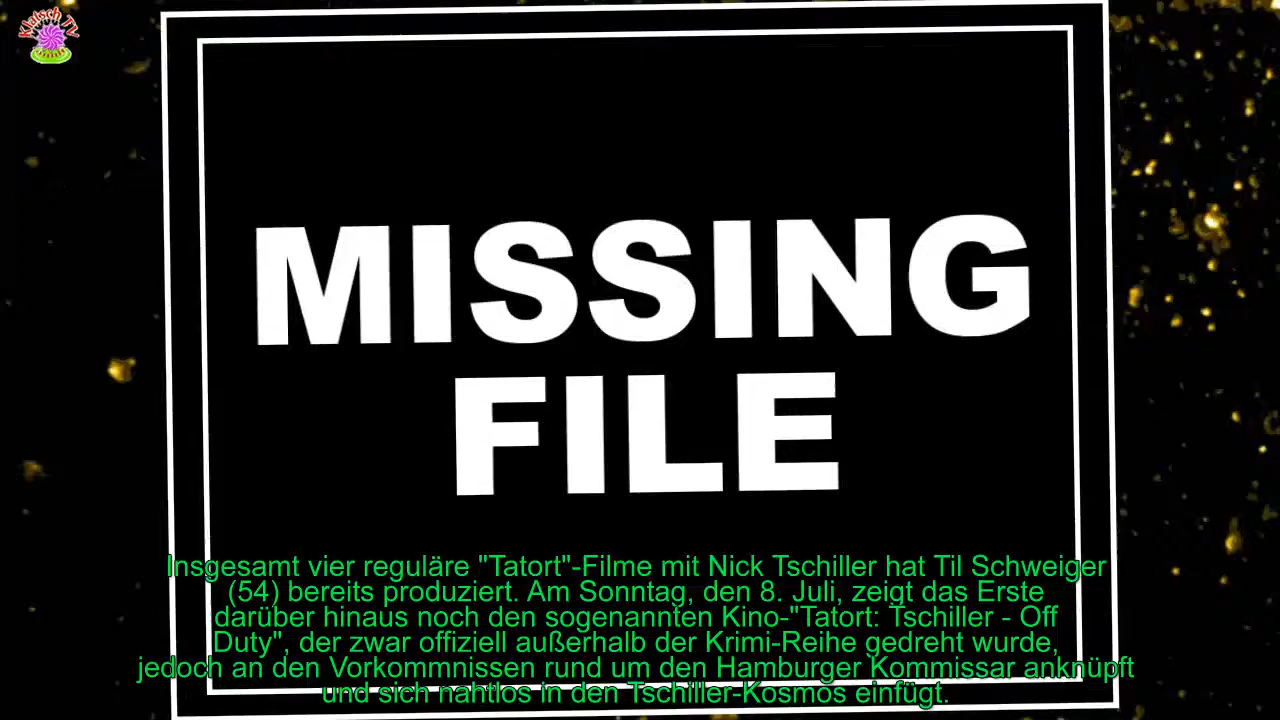 Klatsch TV
MISSING
FILE
Insgesamt vier reguläre "Tatort"-Filme mit Nick Tschiller hat Til Schweiger
(54) bereits produziert. Am Sonntag, den 8. Juli, zeigt das Erste
darüber hinaus noch den sogenannten Kino-"Tatort: Tschiller - Off
Duty", der zwar offiziell außerhalb der Krimi-Reihe gedreht wurde,
jedoch an den Vorkommnissen rund um den Hamburger Kommissar anknüpft
und sich nahtlos in den Tschiller-Kosmos einfügt.